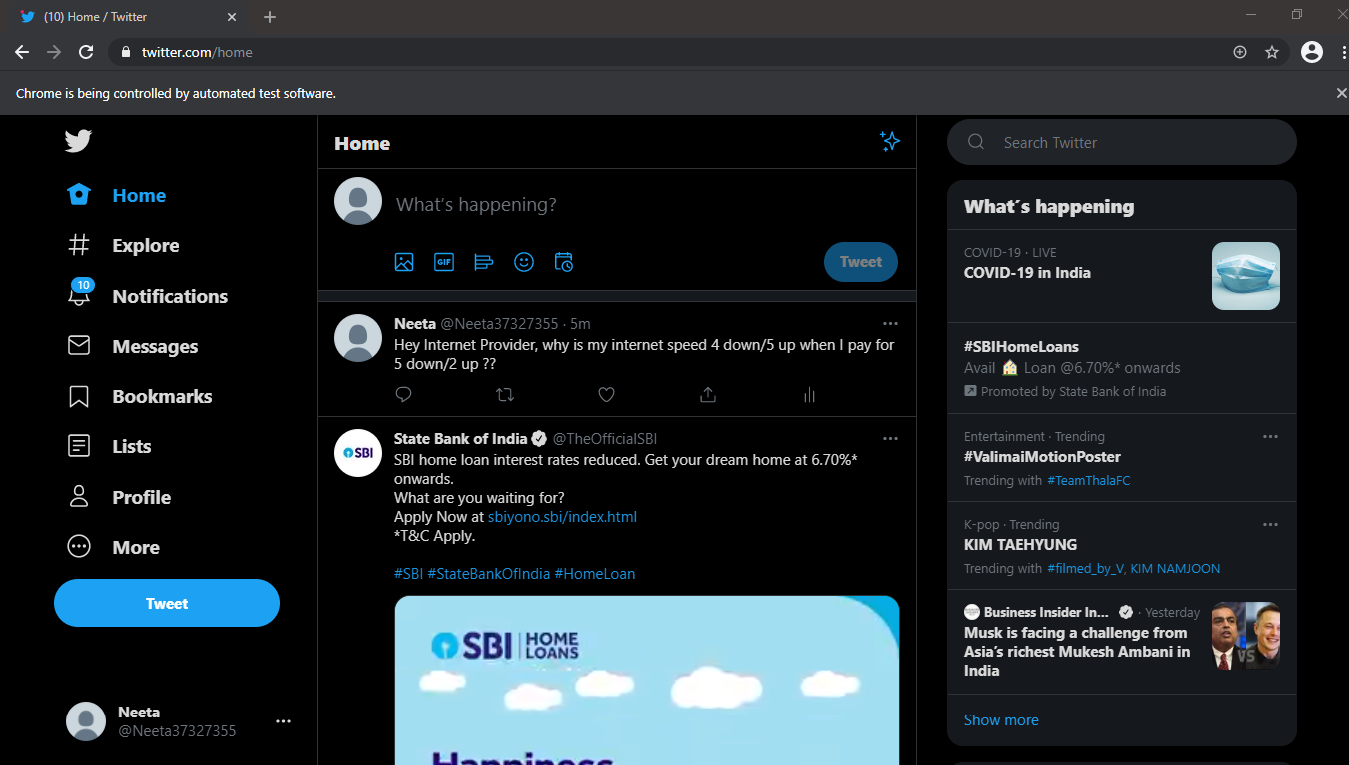 (10) Home / Twitter
twitter.com/home
Chrome is being controlled by automated test software.
Home
Explore
10
Notifications
Messages
Bookmarks
Lists
Profile
More
Tweet
Neeta
@Neeta37327355
Home
What's happening?
GIF
Tweet
Neeta @Neeta37327355 · 5m
Hey Internet Provider, why is my internet speed 4 down/5 up when I pay for
5 down/2 up ??
SBI
State Bank of India @TheOfficialSBI
SBI home loan interest rates reduced. Get your dream home at 6.70%*
onwards.
What are you waiting for?
Apply Now at sbiyono.sbi/index.html
*T&C Apply.
#SBI #StateBankOfIndia #HomeLoan
SBI HOME
LOANS
Happiness
Search Twitter
What's happening
COVID-19 · LIVE
COVID-19 in India
#SBIHomeLoans
Avail 🏠 Loan @6.70%* onwards
Promoted by State Bank of India
Entertainment · Trending
#ValimaiMotionPoster
Trending with #TeamThalaFC
K-pop · Trending
KIM TAEHYUNG
Trending with #filmed_by_V, KIM NAMJOON
Business Insider In... · Yesterday
Musk is facing a challenge from
Asia's richest Mukesh Ambani in
India
VS
Show more